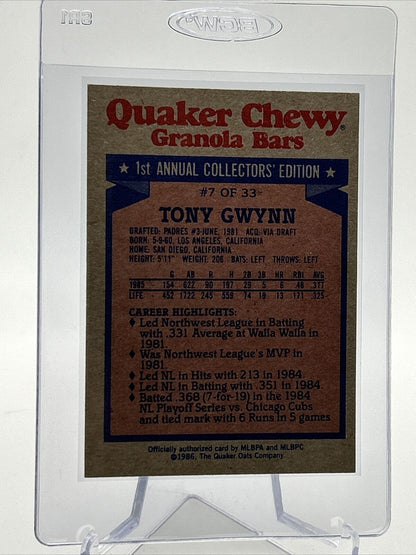 BCW
Quaker Chewy®
Granola Bars
★ 1st ANNUAL COLLECTORS' EDITION ★
#7 OF 33
TONY GWYNN
DRAFTED: PADRES #3-JUNE, 1981 ACQ: VIA DRAFT
BORN: 5-9-60, LOS ANGELES, CALIFORNIA
HOME: SAN DIEGO, CALIFORNIA
HEIGHT: 5'11" WEIGHT: 206 BATS: LEFT THROWS: LEFT
G AB R H 2B 3B HR RBI AVG
1985 154 622 90 197 29 5 6 46 .317
LIFE 452 1722 245 559 74 18 13 171 .325
CAREER HIGHLIGHTS:
♦ Led Northwest League in Batting
with .331 Average at Walla Walla in
1981.
♦ Was Northwest League's MVP in
1981.
♦ Led NL in Hits with 213 in 1984.
♦ Led NL in Batting with .351 in 1984.
♦ Batted .368 (7-for-19) in the 1984
NL Playoff Series vs. Chicago Cubs
and tied mark with 6 Runs in 5 games
Officially authorized card by MLBPA and MLBPC
©1986, The Quaker Oats Company